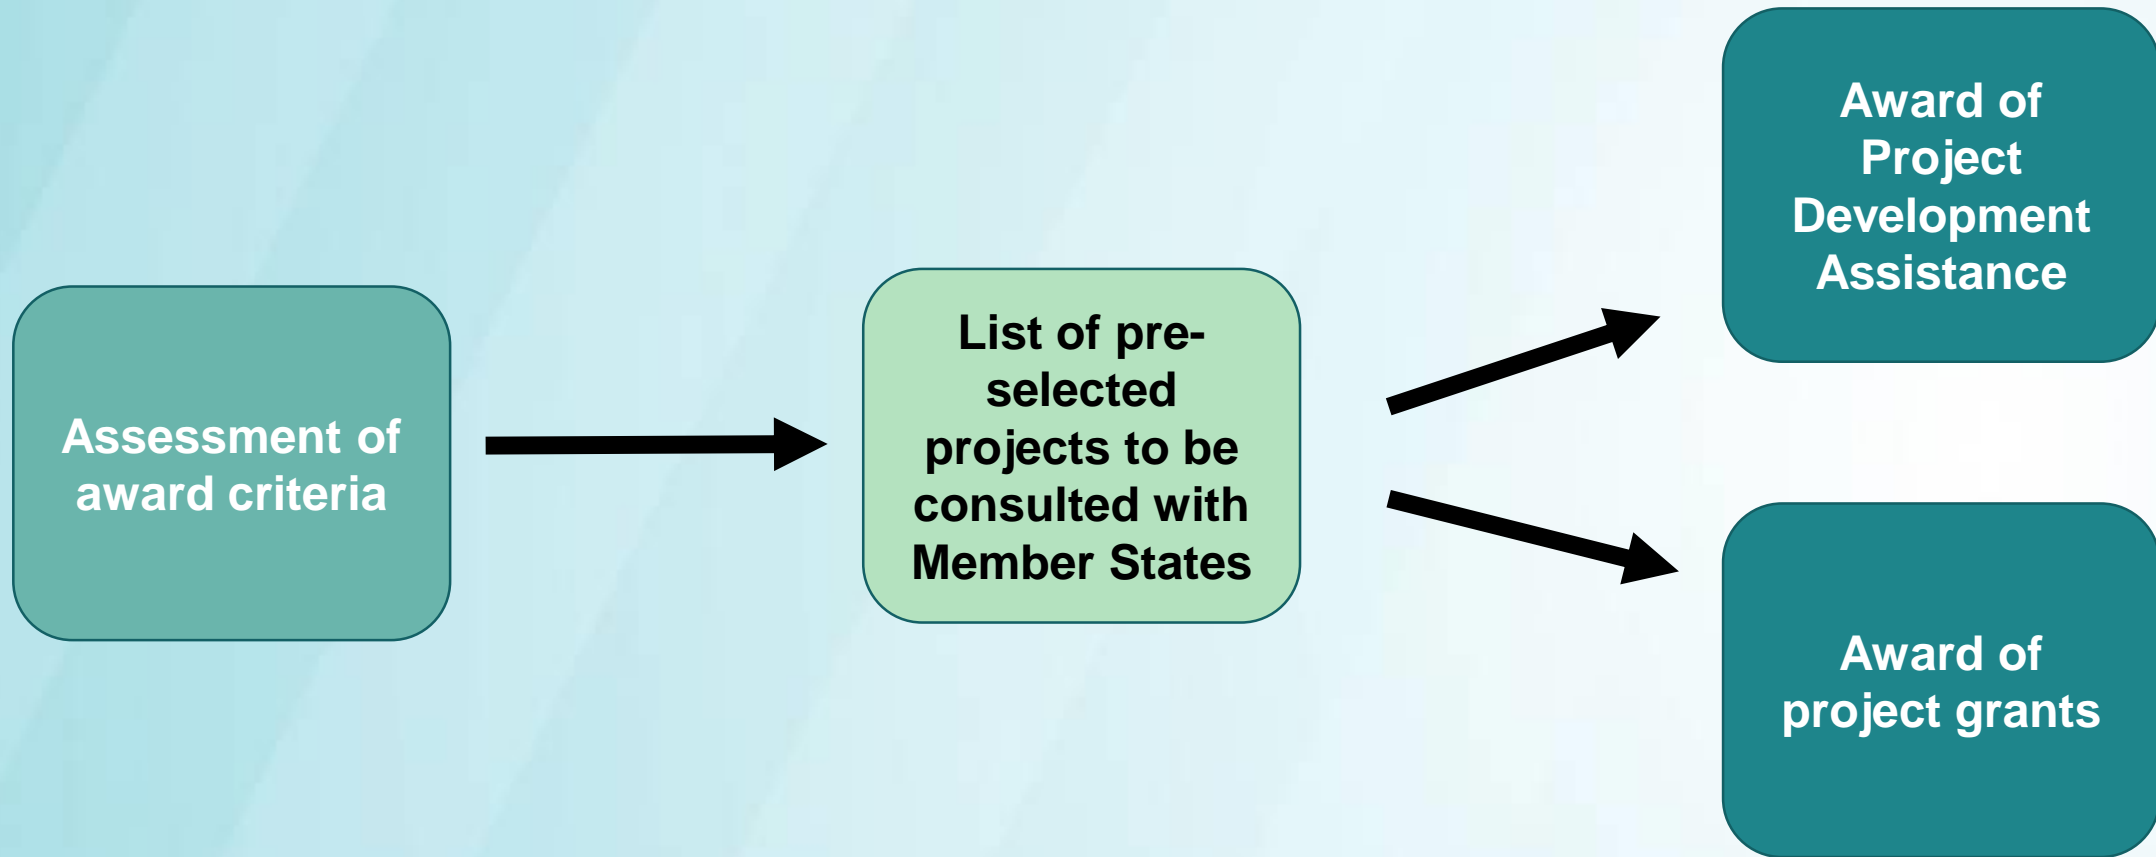 Assessment of
award criteria
List of pre-
selected
projects to be
consulted with
Member States
Award of
Project
Development
Assistance
Award of
project grants